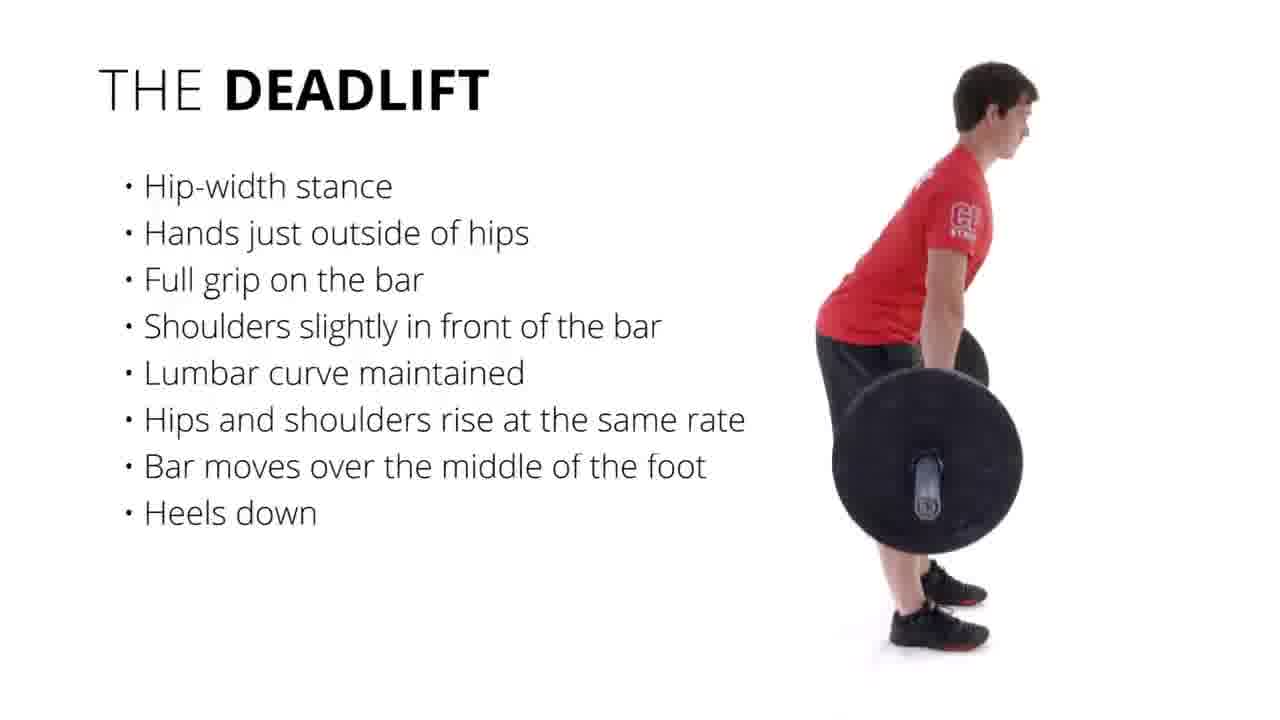 THE DEADLIFT
• Hip-width stance
• Hands just outside of hips
• Full grip on the bar
• Shoulders slightly in front of the bar
• Lumbar curve maintained
• Hips and shoulders rise at the same rate
• Bar moves over the middle of the foot
• Heels down